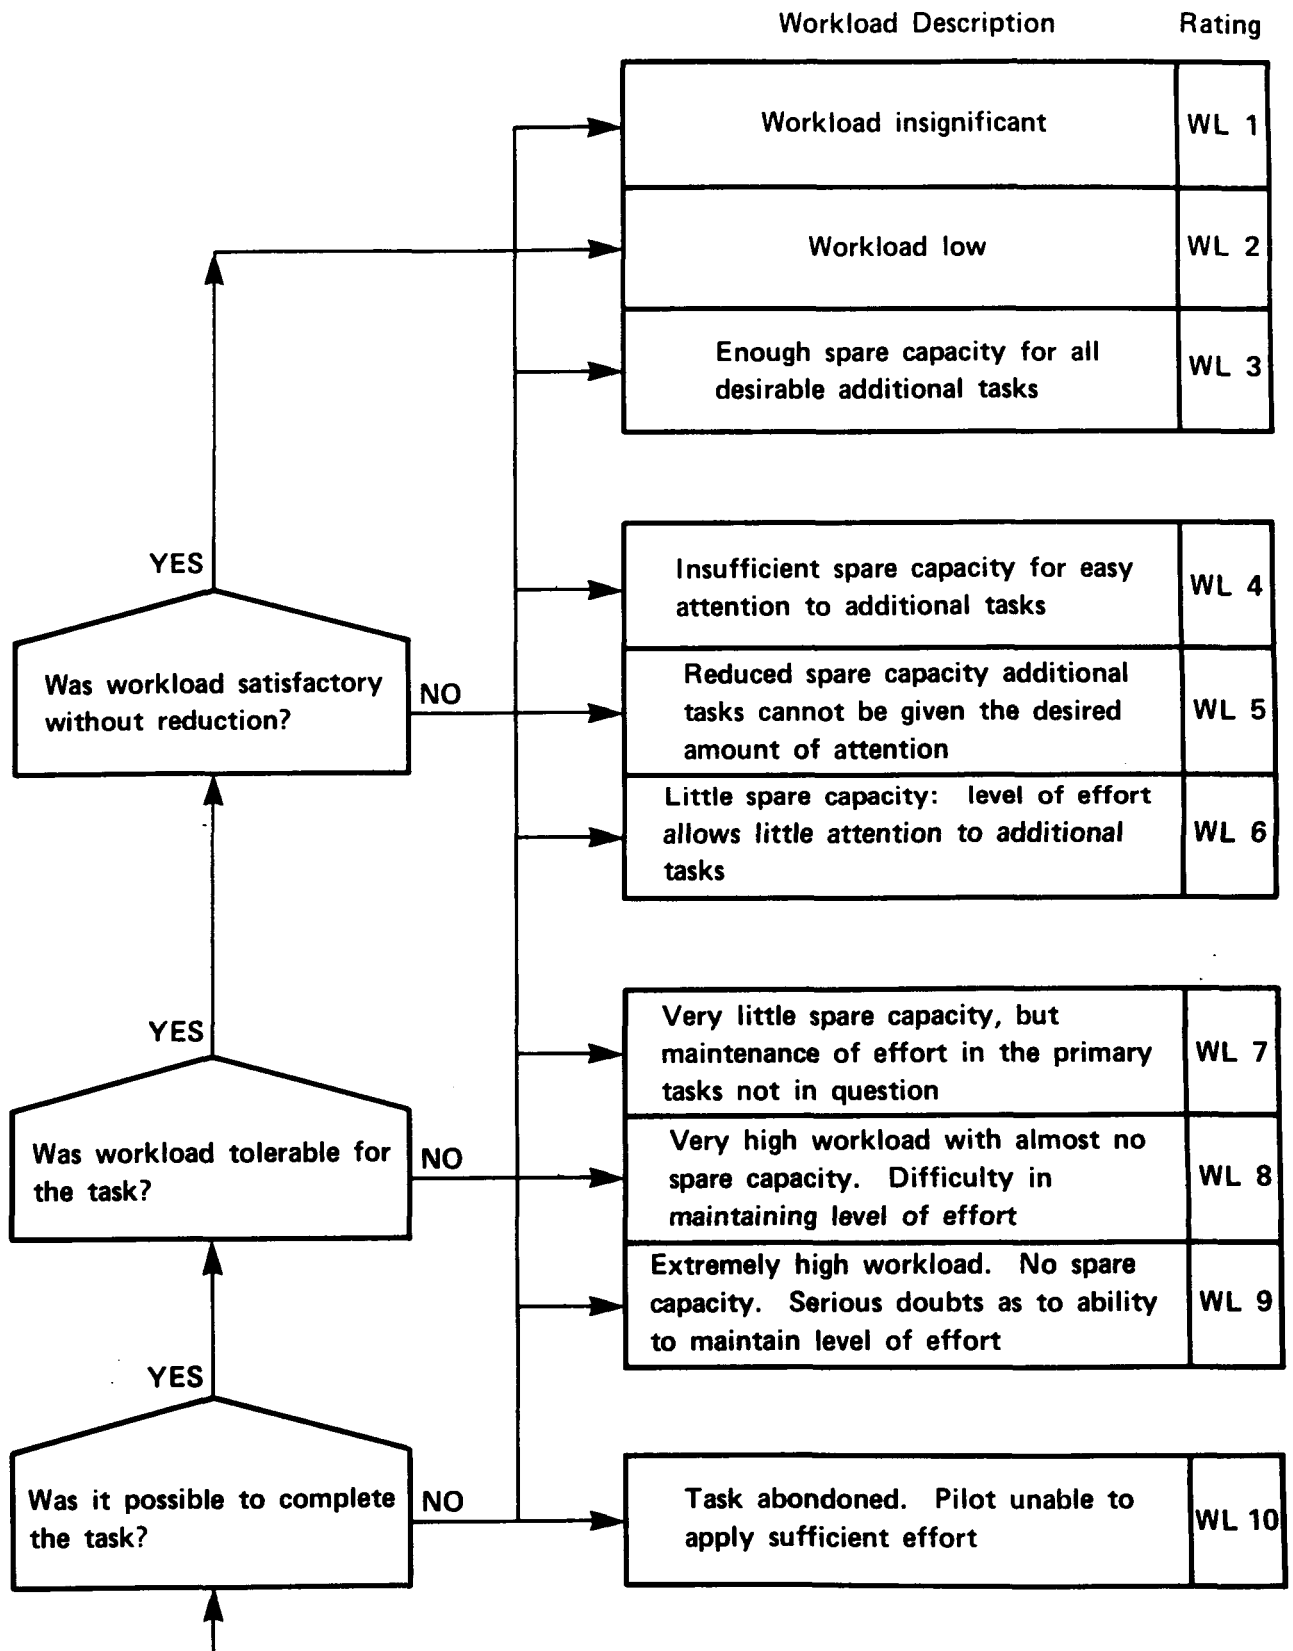 Workload Description Rating
Workload insignificant WL 1
Workload low WL 2
Enough spare capacity for all
desirable additional tasks
WL 3
YES
Insufficient spare capacity for easy
attention to additional tasks
WL 4
Was workload satisfactory
without reduction?
NO
Reduced spare capacity additional
tasks cannot be given the desired
amount of attention
WL 5
Little spare capacity: level of effort
allows little attention to additional
tasks
WL 6
YES
Very little spare capacity, but
maintenance of effort in the primary
tasks not in question
WL 7
Was workload tolerable for
the task?
NO
Very high workload with almost no
spare capacity. Difficulty in
maintaining level of effort
WL 8
Extremely high workload. No spare
capacity. Serious doubts as to ability
to maintain level of effort
WL 9
YES
Was it possible to complete
the task?
NO
Task abondoned. Pilot unable to
apply sufficient effort
WL 10